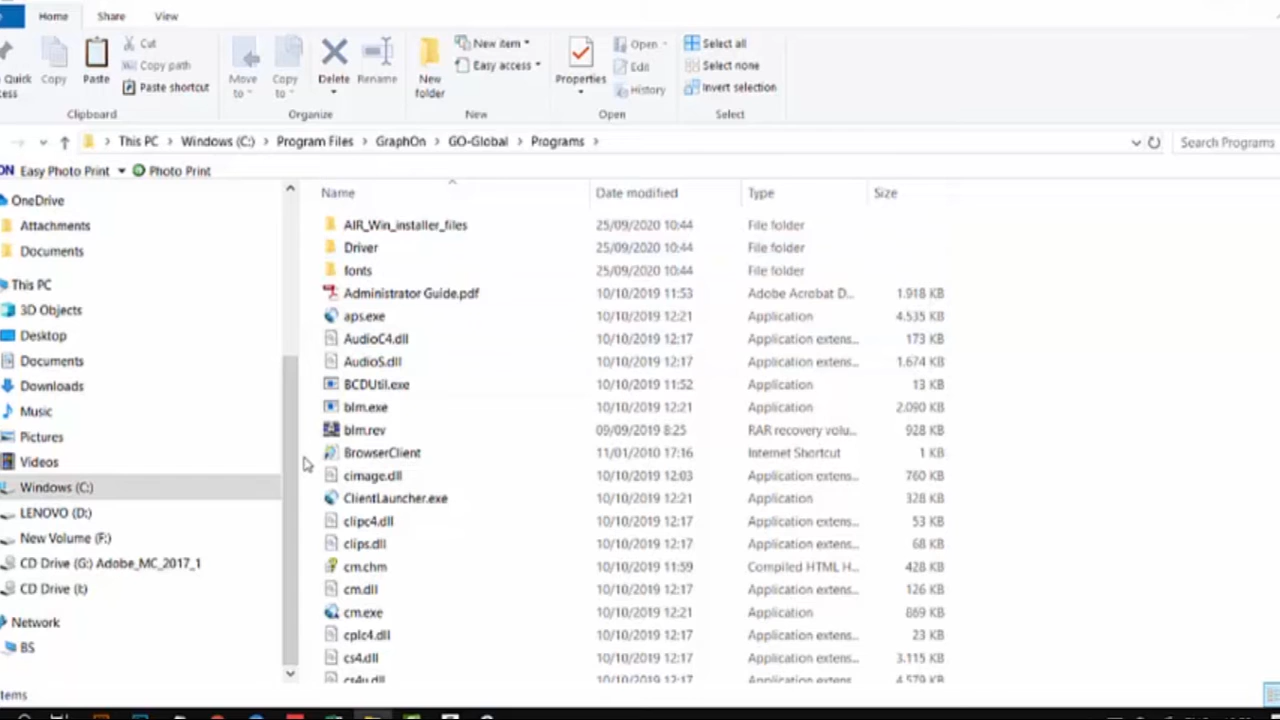 Home Share View
Quick
Copy
Paste
Cut
Copy path
Paste shortcut
Clipboard
Move to
Copy to
Delete
Rename
Organize
New folder
New item
Easy access
New
Properties
Open
Edit
History
Open
Select all
Select none
Invert selection
Select
This PC > Windows (C:) > Program Files > GraphOn > GO-Global > Programs >
Search Programs
Easy Photo Print Photo Print
OneDrive
Attachments
Documents
This PC
3D Objects
Desktop
Documents
Downloads
Music
Pictures
Videos
Windows (C:)
LENOVO (D:)
New Volume (F:)
CD Drive (G:) Adobe_MC_2017_1
Network
BS
Name Date modified Type Size
AIR_Win_installer_files 25/09/2020 10:44 File folder
Driver 25/09/2020 10:44 File folder
fonts 25/09/2020 10:44 File folder
Administrator Guide.pdf 10/10/2019 11:53 Adobe Acrobat D... 1.918 KB
aps.exe 10/10/2019 12:21 Application 4.535 KB
AudioC4.dll 10/10/2019 12:17 Application extens... 173 KB
10/10/2019 12:17 Application extens... 1.674 KB
BCDUtil.exe 10/10/2019 11:52 Application 13 KB
blm.exe 10/10/2019 12:21 Application 2.090 KB
blm.rev 09/09/2019 8:25 RAR recovery volu... 928 KB
BrowserClient 11/01/2010 17:16 Internet Shortcut 1 KB
cimage.dll 10/10/2019 12:03 Application extens... 760 KB
ClientLauncher.exe 10/10/2019 12:21 Application 328 KB
clipc4.dll 10/10/2019 12:17 Application extens... 53 KB
clips.dll 10/10/2019 12:17 Application extens... 68 KB
cm.chm 10/10/2019 11:59 Compiled HTML H... 428 KB
cm.dll 10/10/2019 12:17 Application extens... 126 KB
cm.exe 10/10/2019 12:21 Application 869 KB
cplc4.dll 10/10/2019 12:17 Application extens... 23 KB
cs4.dll 10/10/2019 12:17 Application extens... 3.115 KB